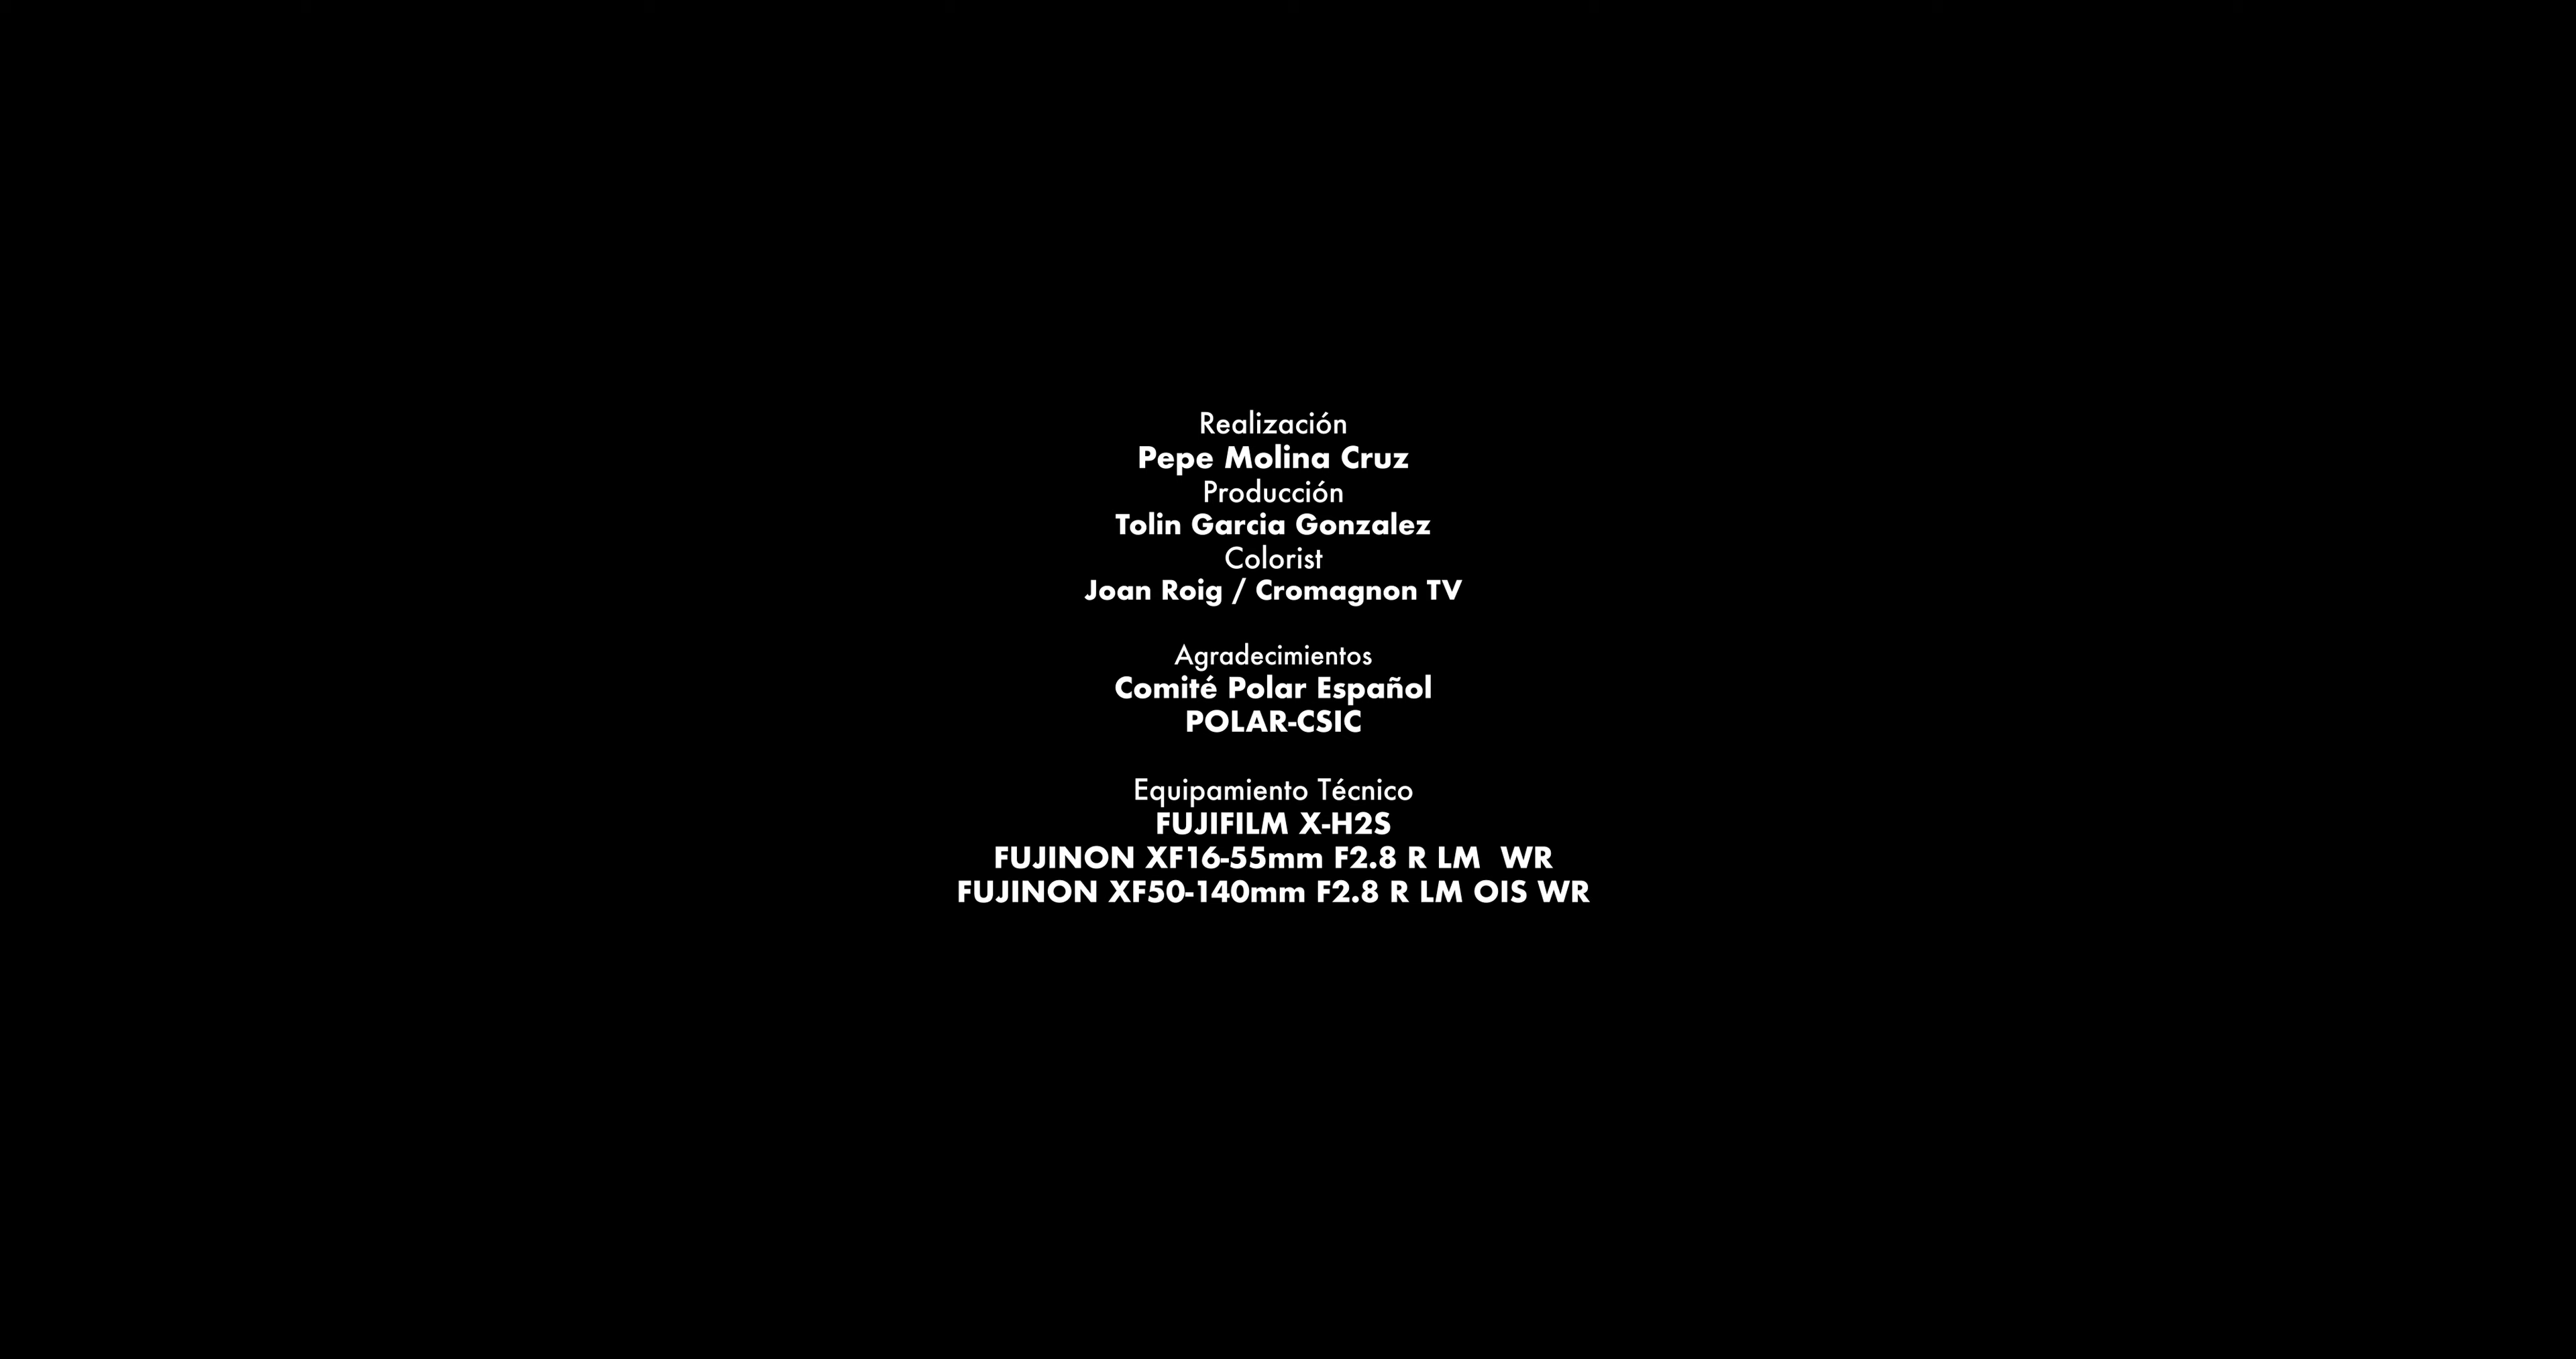 Realización
Pepe Molina Cruz
Producción
Tolin Garcia Gonzalez
Colorist
Joan Roig / Cromagnon TV
Agradecimientos
Comité Polar Español
POLAR-CSIC
Equipamiento Técnico
FUJIFILM X-H2S
FUJINON XF16-55mm F2.8 R LM  WR
FUJINON XF50-140mm F2.8 R LM OIS WR